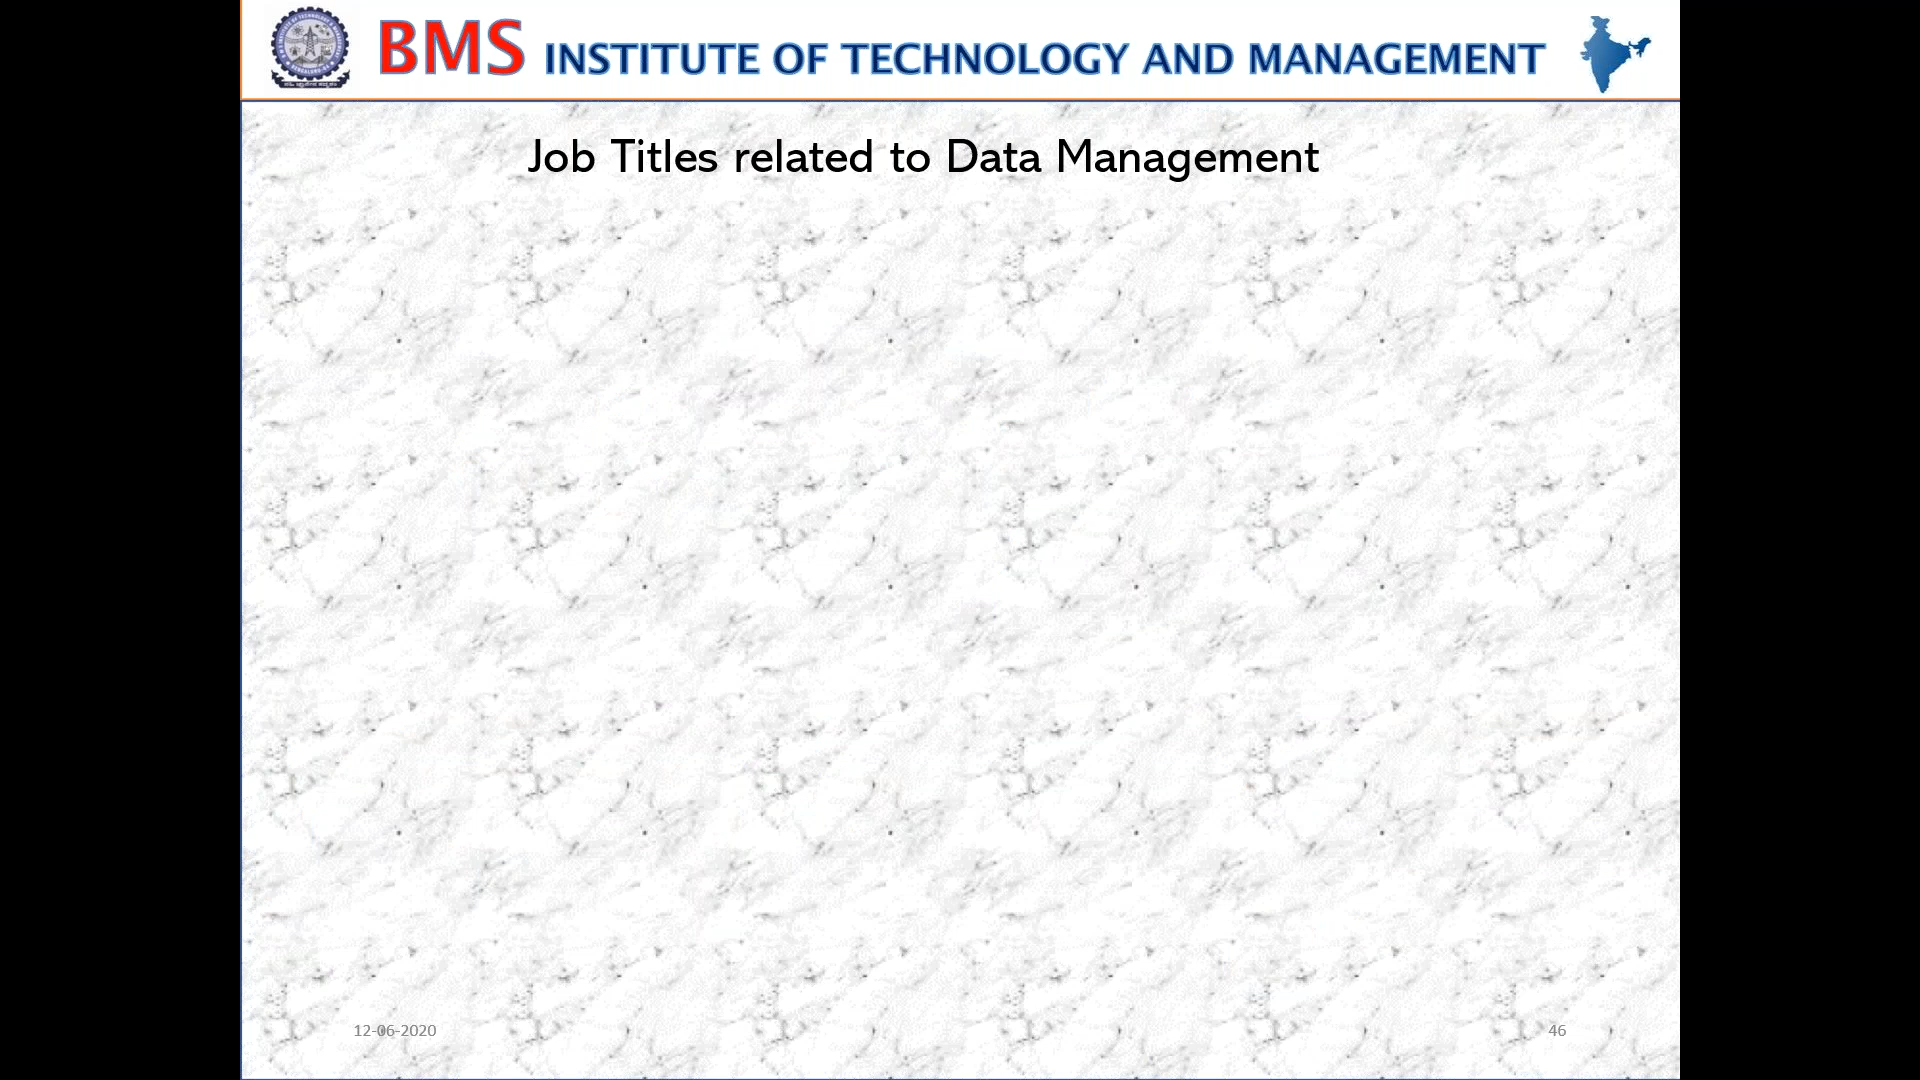 BMS INSTITUTE OF TECHNOLOGY AND MANAGEMENT
Job Titles related to Data Management
12-06-2020
46